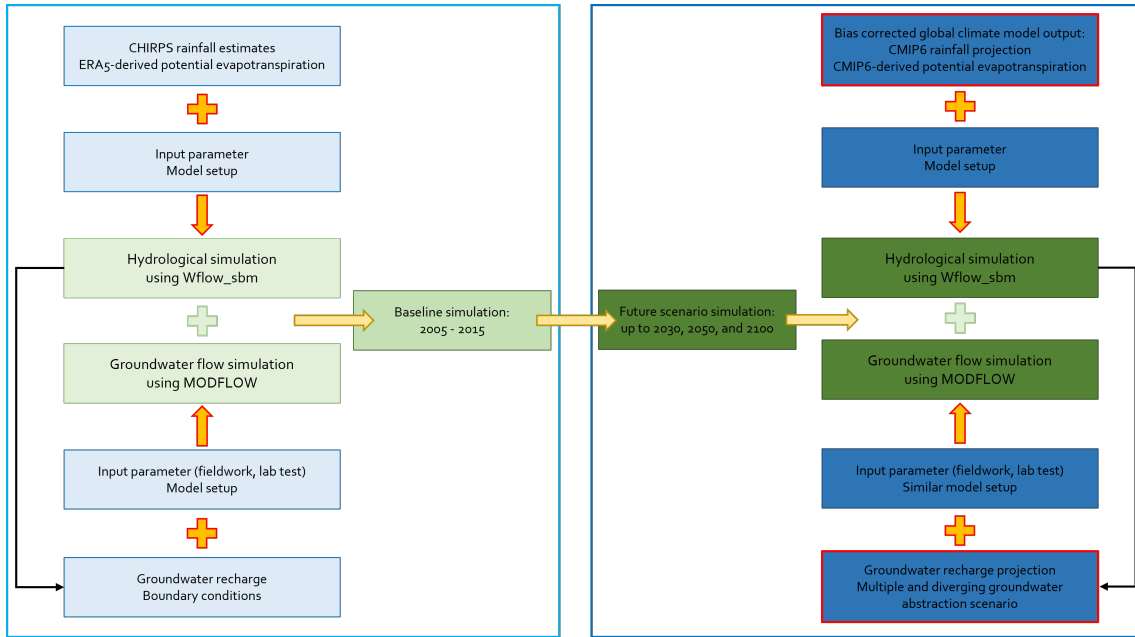 CHIRPS rainfall estimates
ERA5-derived potential evapotranspiration
Input parameter
Model setup
Hydrological simulation
using Wflow_sbm
Groundwater flow simulation
using MODFLOW
Input parameter (fieldwork, lab test)
Model setup
Groundwater recharge
Boundary conditions
Baseline simulation:
2005 - 2015
Future scenario simulation:
up to 2030, 2050, and 2100
Bias corrected global climate model output:
CMIP6 rainfall projection
CMIP6-derived potential evapotranspiration
Input parameter
Model setup
Hydrological simulation
using Wflow_sbm
Groundwater flow simulation
using MODFLOW
Input parameter (fieldwork, lab test)
Similar model setup
Groundwater recharge projection
Multiple and diverging groundwater
abstraction scenario